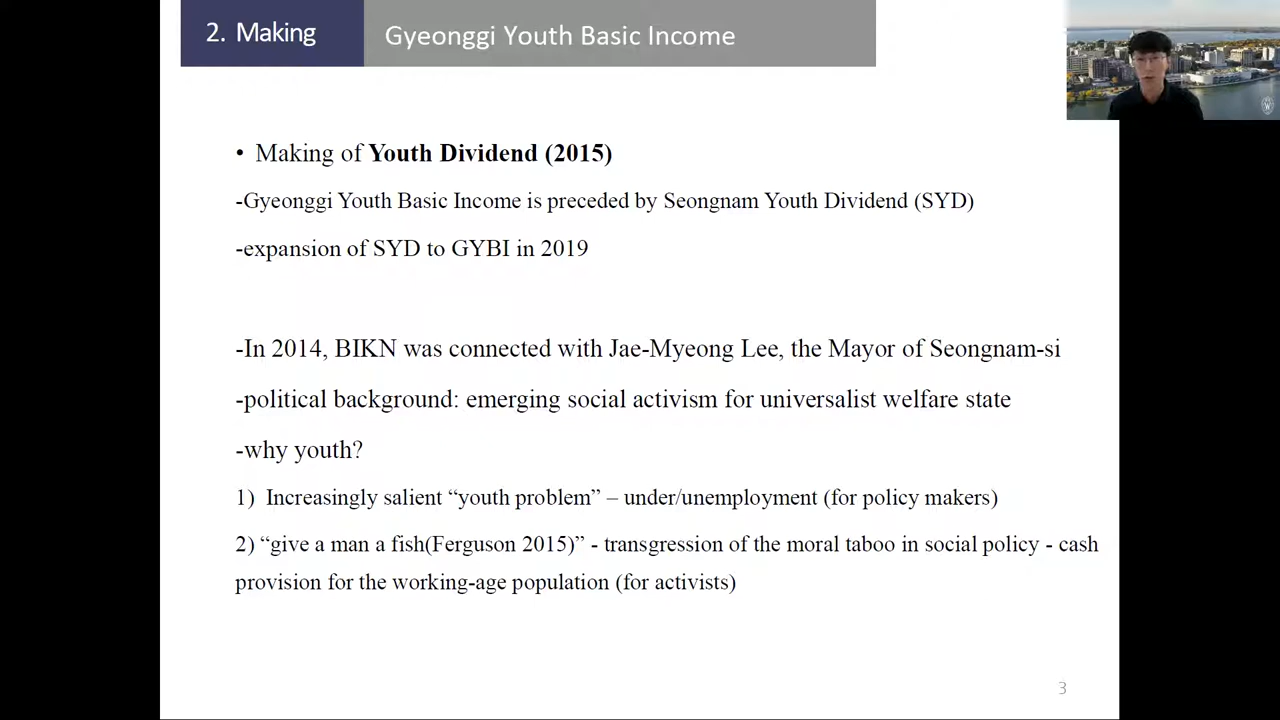 2. Making
Gyeonggi Youth Basic Income
• Making of Youth Dividend (2015)
-Gyeonggi Youth Basic Income is preceded by Seongnam Youth Dividend (SYD)
-expansion of SYD to GYBI in 2019
-In 2014, BIKN was connected with Jae-Myeong Lee, the Mayor of Seongnam-si
-political background: emerging social activism for universalist welfare state
-why youth?
1) Increasingly salient “youth problem” – under/unemployment (for policy makers)
2) “give a man a fish(Ferguson 2015)” - transgression of the moral taboo in social policy - cash
provision for the working-age population (for activists)
3